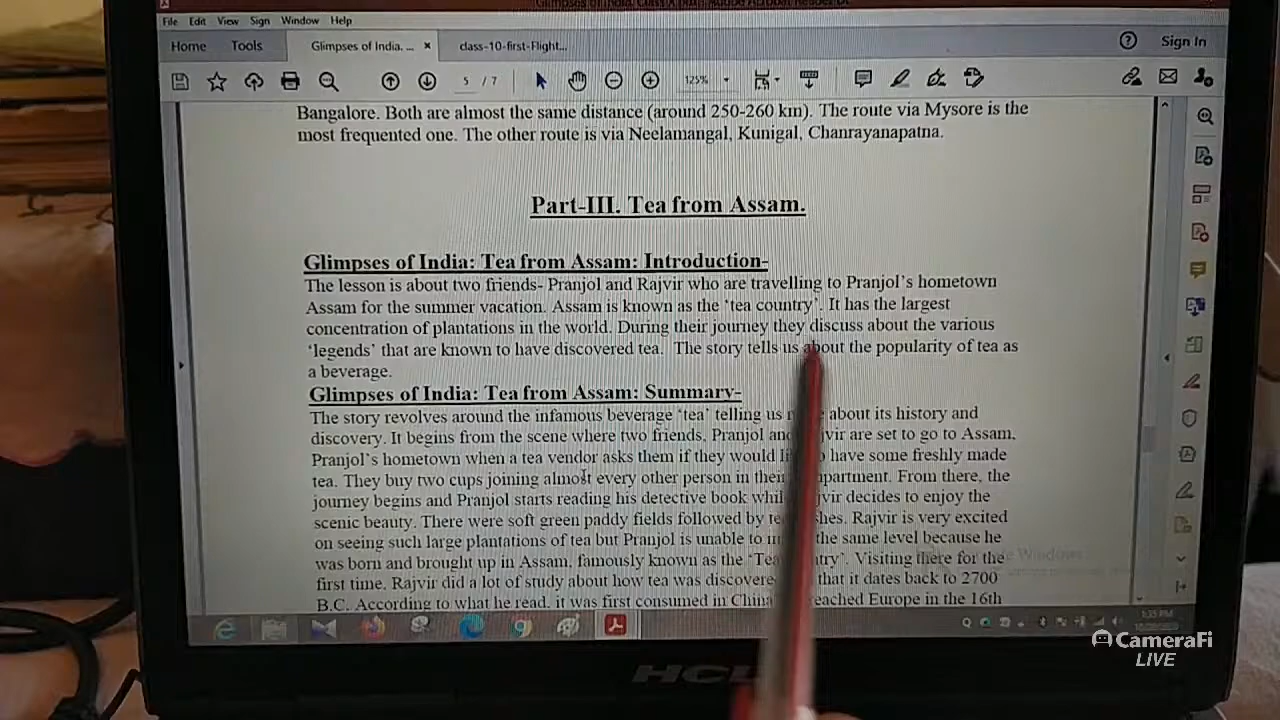 File Edit View Sign Window Help
Home Tools Glimpses of India. ... × class-10-first-Flight... Sign In
5 / 7 125%
Bangalore. Both are almost the same distance (around 250-260 km). The route via Mysore is the
most frequented one. The other route is via Neelamangal, Kunigal, Chanrayanapatna.
Part-III. Tea from Assam.
Glimpses of India: Tea from Assam: Introduction-
The lesson is about two friends- Pranjol and Rajvir who are travelling to Pranjol's hometown
Assam for the summer vacation. Assam is known as the 'tea country'. It has the largest
concentration of plantations in the world. During their journey they discuss about the various
'legends' that are known to have discovered tea. The story tells us about the popularity of tea as
a beverage.
Glimpses of India: Tea from Assam: Summary-
The story revolves around the infamous beverage 'tea' telling us about its history and
discovery. It begins from the scene where two friends, Pranjol and are set to go to Assam,
Pranjol's hometown when a tea vendor asks them if they would have some freshly made
tea. They buy two cups joining almost every other person in their compartment. From there, the
journey begins and Pranjol starts reading his detective book while decides to enjoy the
scenic beauty. There were soft green paddy fields followed by Rajvir is very excited
on seeing such large plantations of tea but Pranjol is unable to the same level because he
was born and brought up in Assam, famously known as the Visiting there for the
first time, Rajvir did a lot of study about how tea was discovered that it dates back to 2700
B.C. According to what he read, it was first consumed in China reached Europe in the 16th
1:35 PM
CameraFi
LIVE
HCL